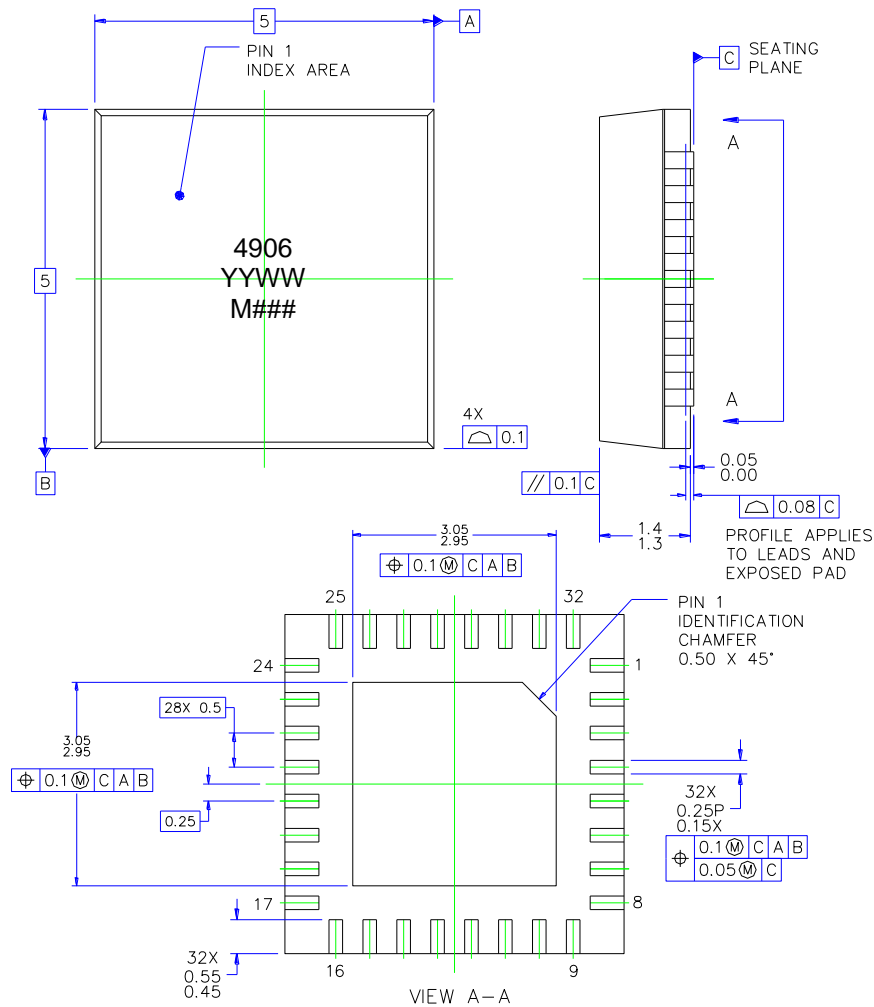 5
A
PIN 1
INDEX AREA
C
SEATING
PLANE
A
4906
YYWW
M###
5
A
4X
0.1
B
0.05
0.00
// 0.1 C
0.08 C
1.4
1.3
PROFILE APPLIES
TO LEADS AND
EXPOSED PAD
3.05
2.95
0.1 Ⓜ C A B
25
32
PIN 1
IDENTIFICATION
CHAMFER
0.50 X 45°
24
1
28X 0.5
3.05
2.95
0.1 Ⓜ C A B
0.25
32X
0.25P
0.15X
0.1 Ⓜ C A B
0.05 Ⓜ C
17
8
32X
0.55
0.45
16
9
VIEW A-A